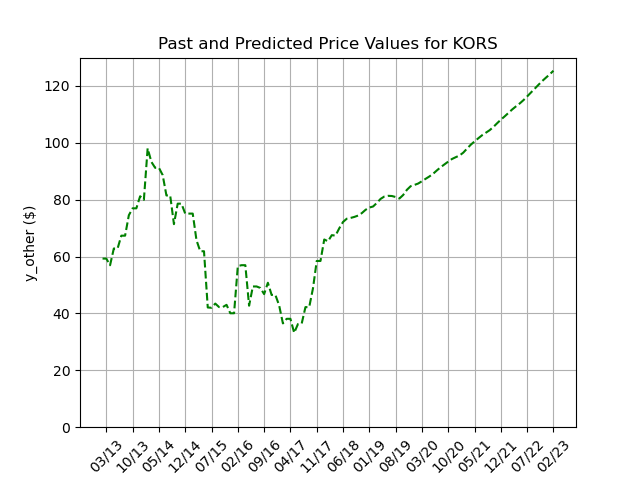 Past and Predicted Price Values for KORS
y_other ($)
120
100
80
60
40
20
0
03/13 10/13 05/14 12/14 07/15 02/16 09/16 04/17 11/17 06/18 01/19 08/19 03/20 10/20 05/21 12/21 07/22 02/23